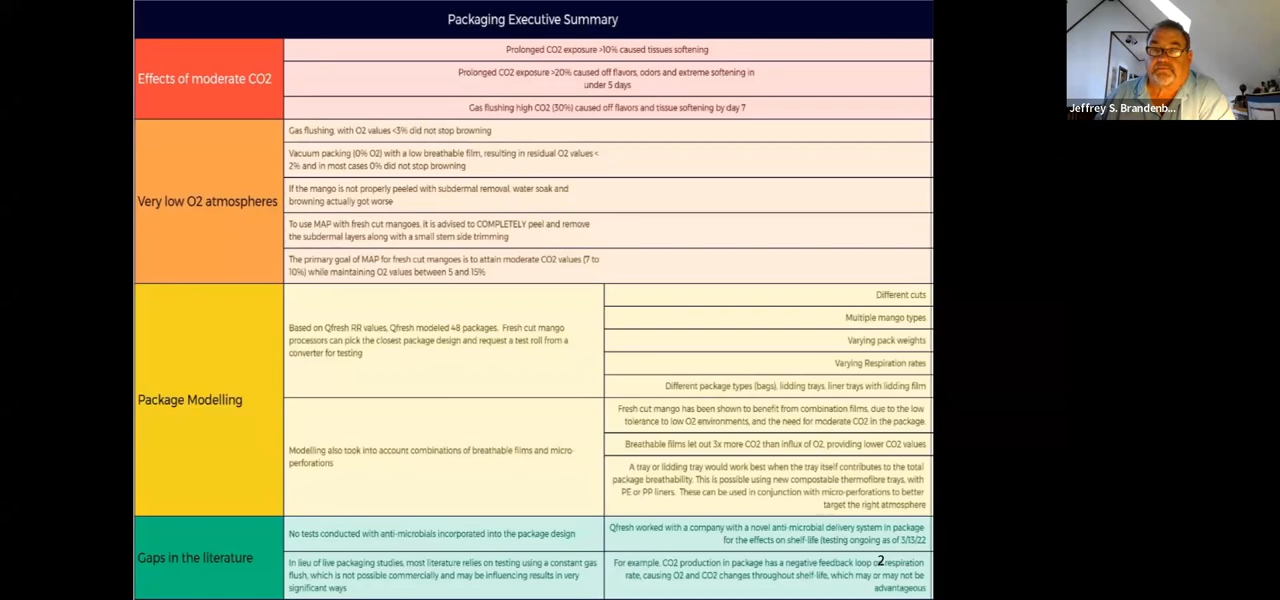 Packaging Executive Summary
Effects of moderate CO2
Prolonged CO2 exposure >10% caused tissues softening
Prolonged CO2 exposure >20% caused off flavors, odors and extreme softening in
under 5 days
Gas flushing high CO2 (30%) caused off flavors and tissue softening by day 7
Very low O2 atmospheres
Gas flushing, with O2 values <3% did not stop browning
Vacuum packing (0% O2) with a low breathable film, resulting in residual O2 values <
2% and in most cases 0% did not stop browning
If the mango is not properly peeled with subdermal removal, water soak and
browning actually got worse
To use MAP with fresh cut mangoes, it is advised to COMPLETELY peel and remove
the subdermal layers along with a small stem side trimming
The primary goal of MAP for fresh cut mangoes is to attain moderate CO2 values (7 to
10%) while maintaining O2 values between 5 and 15%
Package Modelling
Based on Qfresh RR values, Qfresh modeled 48 packages. Fresh cut mango
processors can pick the closest package design and request a test roll from a
converter for testing
Different cuts
Multiple mango types
Varying pack weights
Varying Respiration rates
Different package types (bags), lidding trays, liner trays with lidding film
Modelling also took into account combinations of breathable films and micro-
perforations
Fresh cut mango has been shown to benefit from combination films, due to the low
tolerance to low O2 environments, and the need for moderate CO2 in the package.
Breathable films let out 3x more CO2 than influx of O2, providing lower CO2 values
A tray or lidding tray would work best when the tray itself contributes to the total
package breathability. This is possible using new compostable thermofibre trays, with
PE or PP liners. These can be used in conjunction with micro-perforations to better
target the right atmosphere
Gaps in the literature
No tests conducted with anti-microbials incorporated into the package design
Qfresh worked with a company with a novel anti-microbial delivery system in package
for the effects on shelf-life (testing ongoing as of 3/13/22
In lieu of live packaging studies, most literature relies on testing using a constant gas
flush, which is not possible commercially and may be influencing results in very
significant ways
For example, CO2 production in package has a negative feedback loop respiration
rate, causing O2 and CO2 changes throughout shelf-life, which may or may not be
advantageous
2
Jeffrey S. Brandenb...